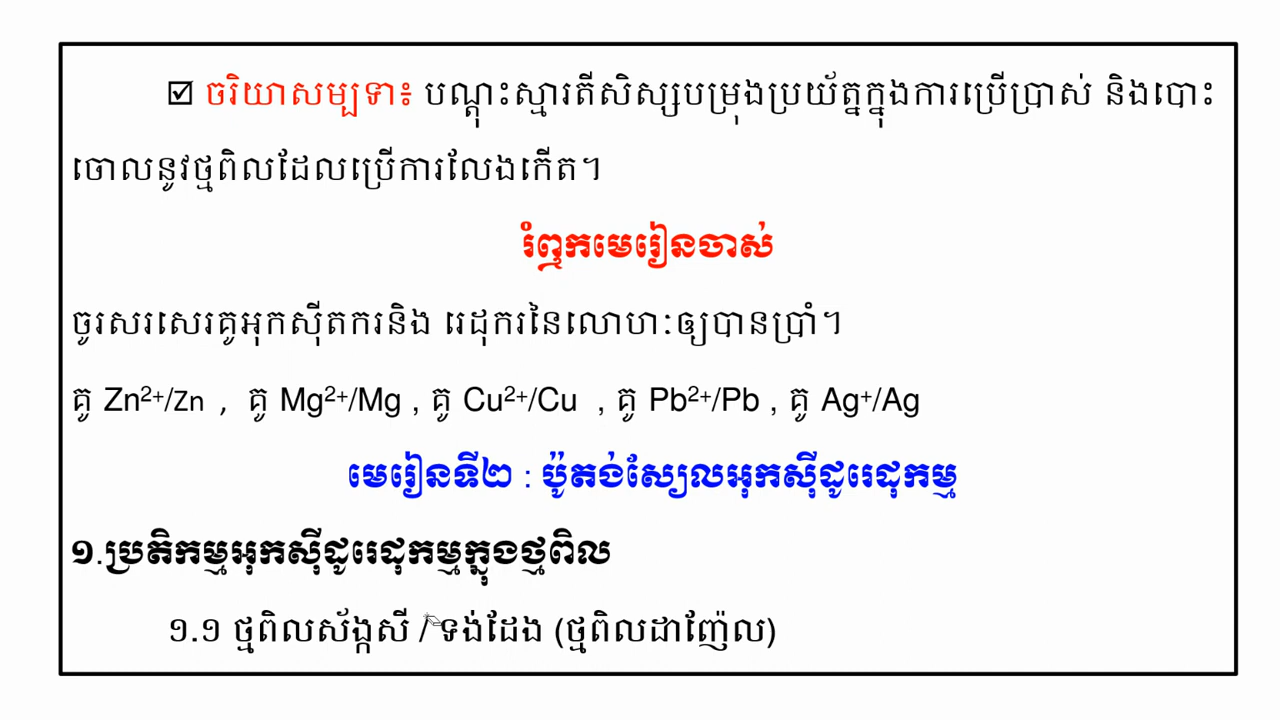 ☑ ចរិយាសម្បទា៖ បណ្តុះស្មារតីសិស្សបម្រុងប្រយ័ត្នក្នុងការប្រើប្រាស់ និងបោះ
ចោលនូវថ្មពិលដែលប្រើការលែងកើត។
រំឭកមេរៀនចាស់
ចូរសរសេរគូអុកស៊ីតករនិង រេដុករនៃលោហៈឲ្យបានប្រាំ។
គូ Zn²⁺/Zn , គូ Mg²⁺/Mg , គូ Cu²⁺/Cu , គូ Pb²⁺/Pb , គូ Ag⁺/Ag
មេរៀនទី២ : ប៉ូតង់ស្យែលអុកស៊ីដូរេដុកម្ម
១.ប្រតិកម្មអុកស៊ីដូរេដុកម្មក្នុងថ្មពិល
១.១ ថ្មពិលស័ង្កសី / ទង់ដែង (ថ្មពិលដាញ៉ែល)